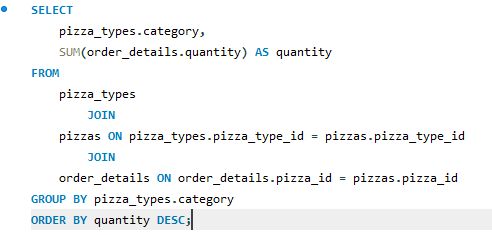 SELECT
pizza_types.category,
SUM(order_details.quantity) AS quantity
FROM
pizza_types
JOIN
pizzas ON pizza_types.pizza_type_id = pizzas.pizza_type_id
JOIN
order_details ON order_details.pizza_id = pizzas.pizza_id
GROUP BY pizza_types.category
ORDER BY quantity DESC;